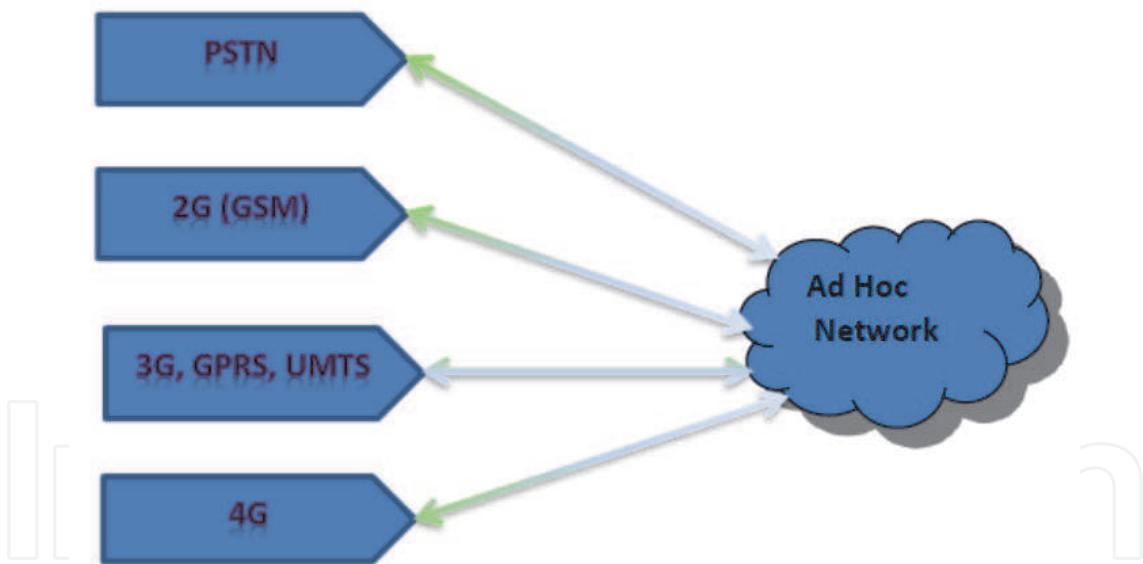 PSTN
2G (GSM)
3G, GPRS, UMTS
4G
Ad Hoc
Network